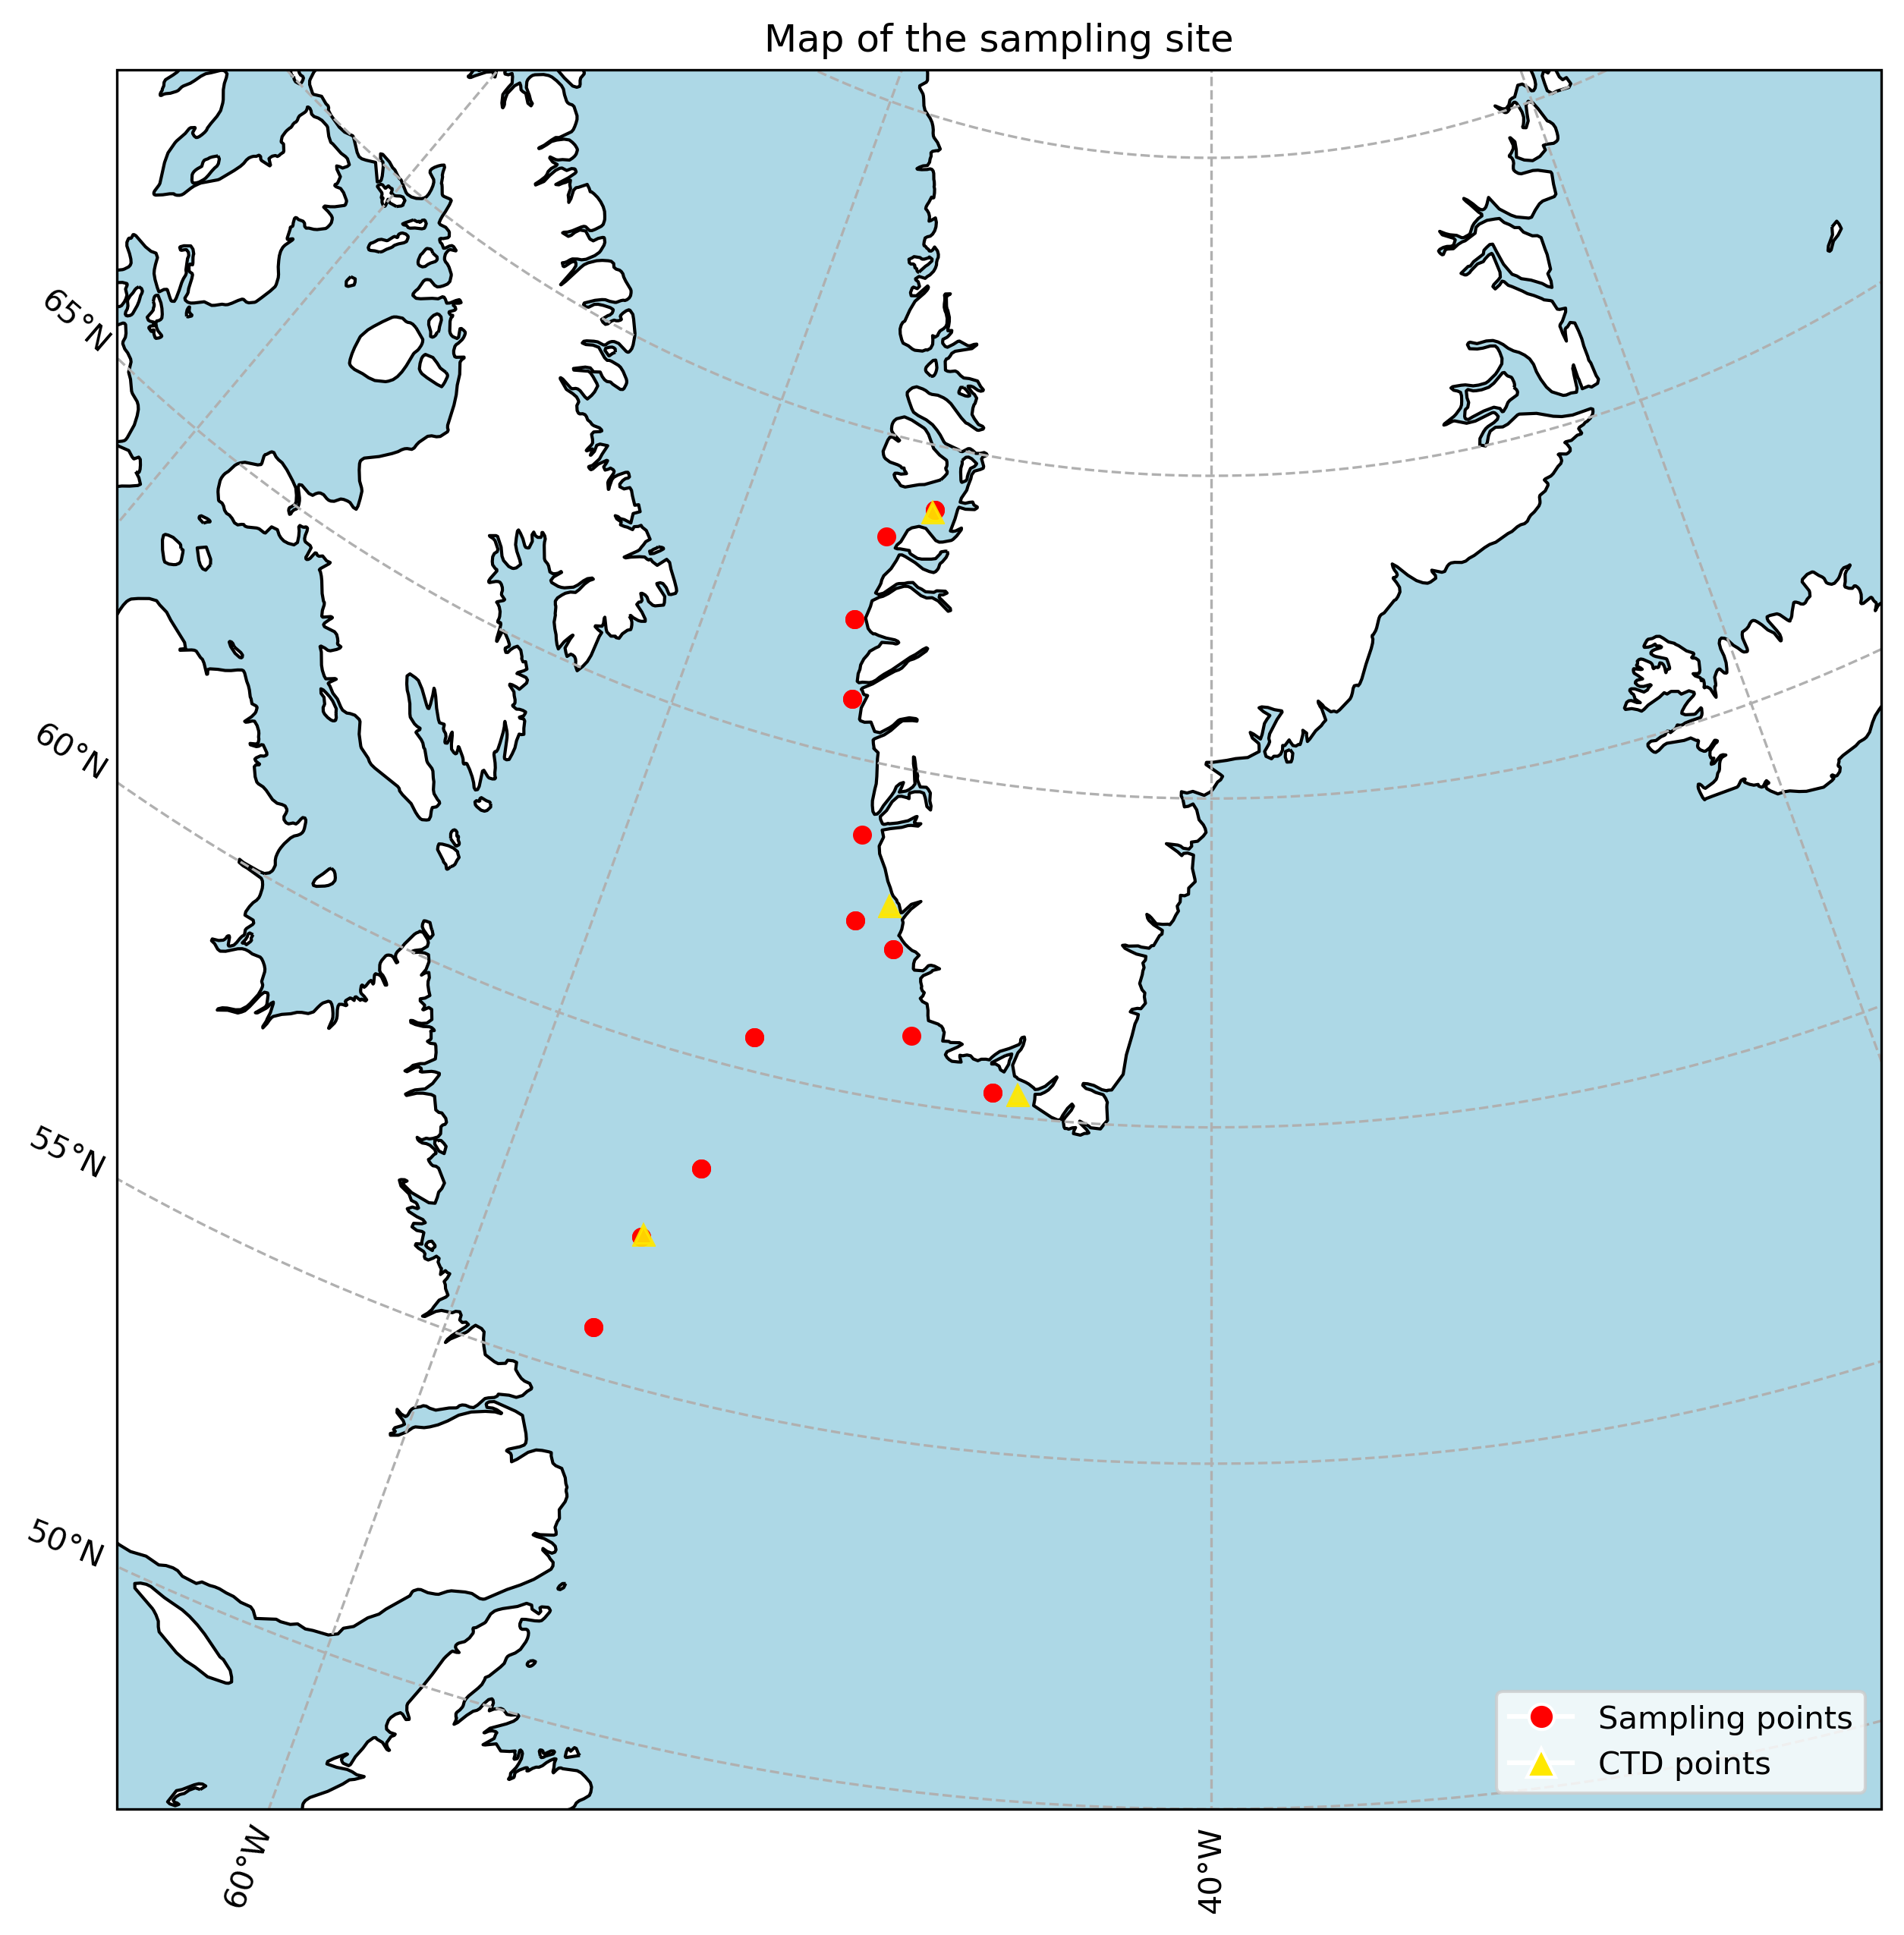 Map of the sampling site
65°N
60°N
55°N
50°N
60°W
40°W
Sampling points
CTD points